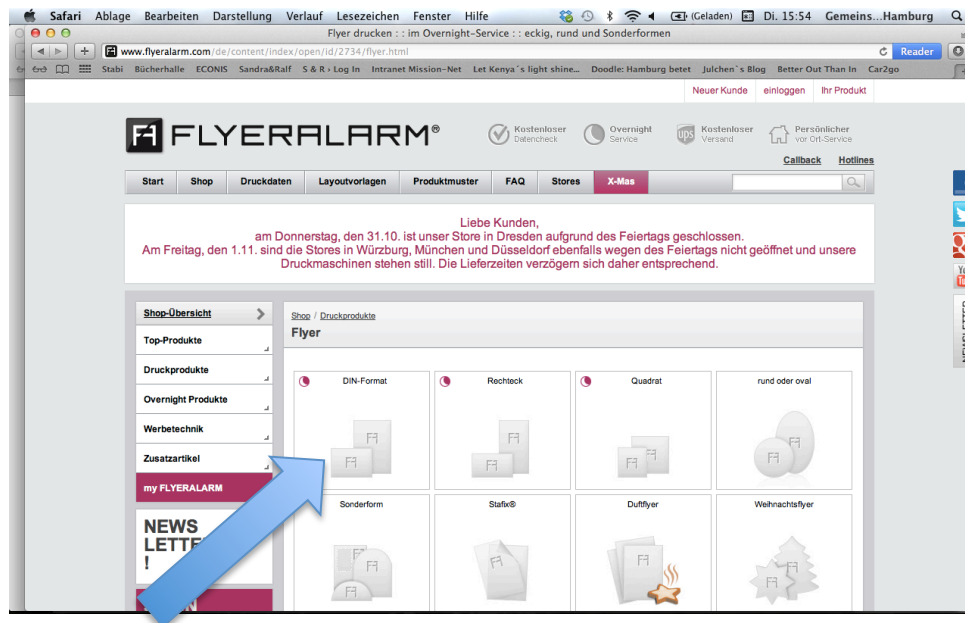 Safari Ablage Bearbeiten Darstellung Verlauf Lesezeichen Fenster Hilfe (Geladen) Di. 15:54 Gemeins...Hamburg
Flyer drucken : : im Overnight-Service : : eckig, rund und Sonderformen
www.flyeralarm.com/de/content/index/open/id/2734/flyer.html Reader
Stabi Bücherhalle ECONIS Sandra&Ralf S & R › Log In Intranet Mission-Net Let Kenya´s light shine... Doodle: Hamburg betet Julchen`s Blog Better Out Than In Car2go
Neuer Kunde einloggen Ihr Produkt
FLYERALARM®
Kostenloser Datencheck
Overnight Service
ups Kostenloser Versand
Persönlicher vor Ort-Service
Callback Hotlines
Start Shop Druckdaten Layoutvorlagen Produktmuster FAQ Stores X-Mas
Liebe Kunden,
am Donnerstag, den 31.10. ist unser Store in Dresden aufgrund des Feiertags geschlossen.
Am Freitag, den 1.11. sind die Stores in Würzburg, München und Düsseldorf ebenfalls wegen des Feiertags nicht geöffnet und unsere
Druckmaschinen stehen still. Die Lieferzeiten verzögern sich daher entsprechend.
Shop-Übersicht
Top-Produkte
Druckprodukte
Overnight Produkte
Werbetechnik
Zusatzartikel
my FLYERALARM
NEWS
!
Shop / Druckprodukte
Flyer
DIN-Format Rechteck Quadrat rund oder oval
Sonderform Stafix® Duftflyer Weihnachtsflyer